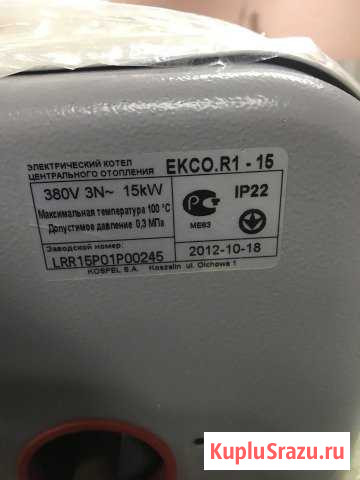 ЭЛЕКТРИЧЕСКИЙ КОТЕЛ
ЦЕНТРАЛЬНОГО ОТОПЛЕНИЯ
EKCO.R1 - 15
380V 3N~ 15kW
Максимальная температура 100 °C
Допустимое давление 0,3 МПа
РС
МЕ63
IP22
Заводской номер:
LRR15P01P00245
2012-10-18
KOSPEL S.A. Koszalin ul. Olchowa 1
KupluSrazu.ru